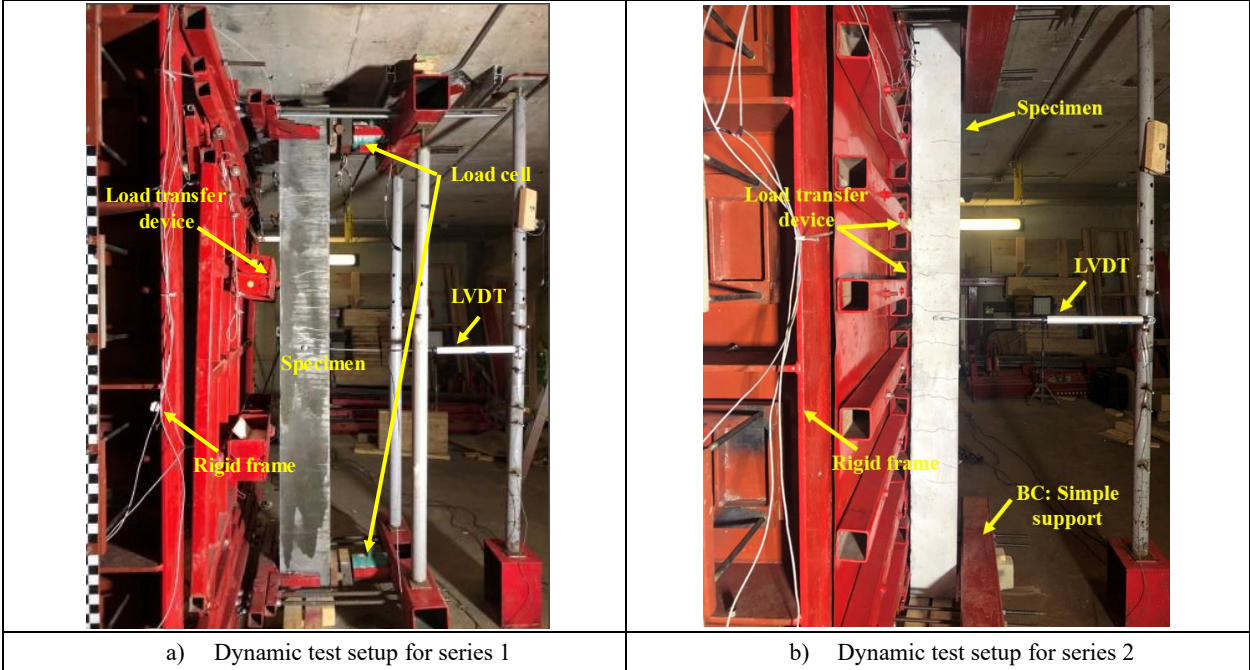 Load transfer
device
Load cell
LVDT
Specimen
Rigid frame
a) Dynamic test setup for series 1
Specimen
Load transfer
device
LVDT
Rigid frame
BC: Simple
support
b) Dynamic test setup for series 2